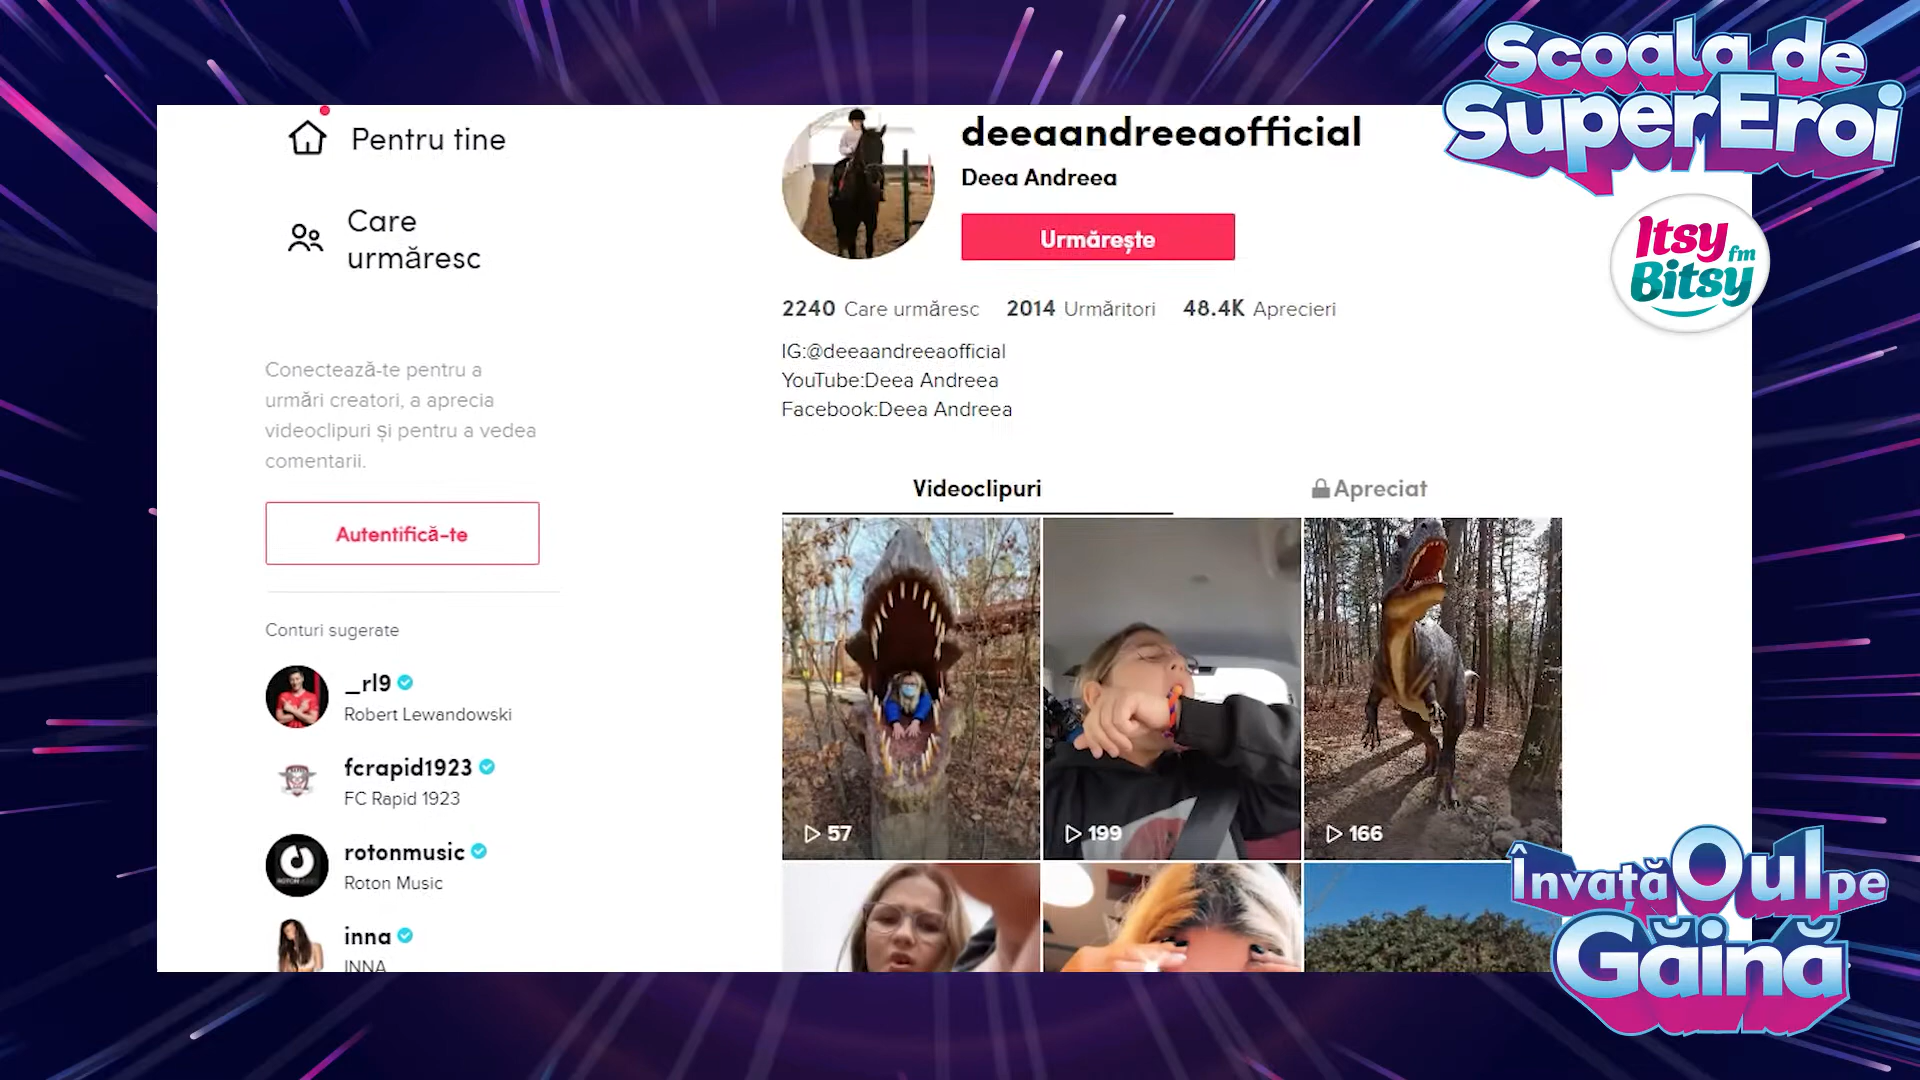 Scoala de
SuperEroi
Itsy fm
Bitsy
Pentru tine
Care
urmăresc
Conectează-te pentru a
urmări creatori, a aprecia
videoclipuri și pentru a vedea
comentarii.
Autentifică-te
Conturi sugerate
_rl9
Robert Lewandowski
fcrapid1923
FC Rapid 1923
rotonmusic
Roton Music
inna
INNA
deeaandreeaofficial
Deea Andreea
Urmărește
2240 Care urmăresc 2014 Urmăritori 48.4K Aprecieri
IG:@deeaandreeaofficial
YouTube:Deea Andreea
Facebook:Deea Andreea
Videoclipuri Apreciat
57 199 166
Învață Oul pe
Găină